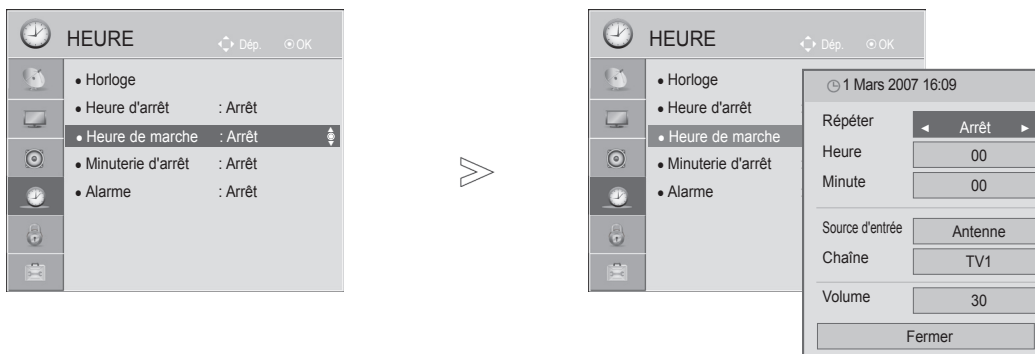 HEURE Dép. OK
• Horloge
• Heure d'arrêt : Arrêt
• Heure de marche : Arrêt
• Minuterie d'arrêt : Arrêt
• Alarme : Arrêt
HEURE Dép. OK
• Horloge
• Heure d'arrêt
• Heure de marche
• Minuterie d'arrêt
• Alarme
1 Mars 2007 16:09
Répéter ◄ Arrêt ►
Heure 00
Minute 00
Source d'entrée Antenne
Chaîne TV1
Volume 30
Fermer